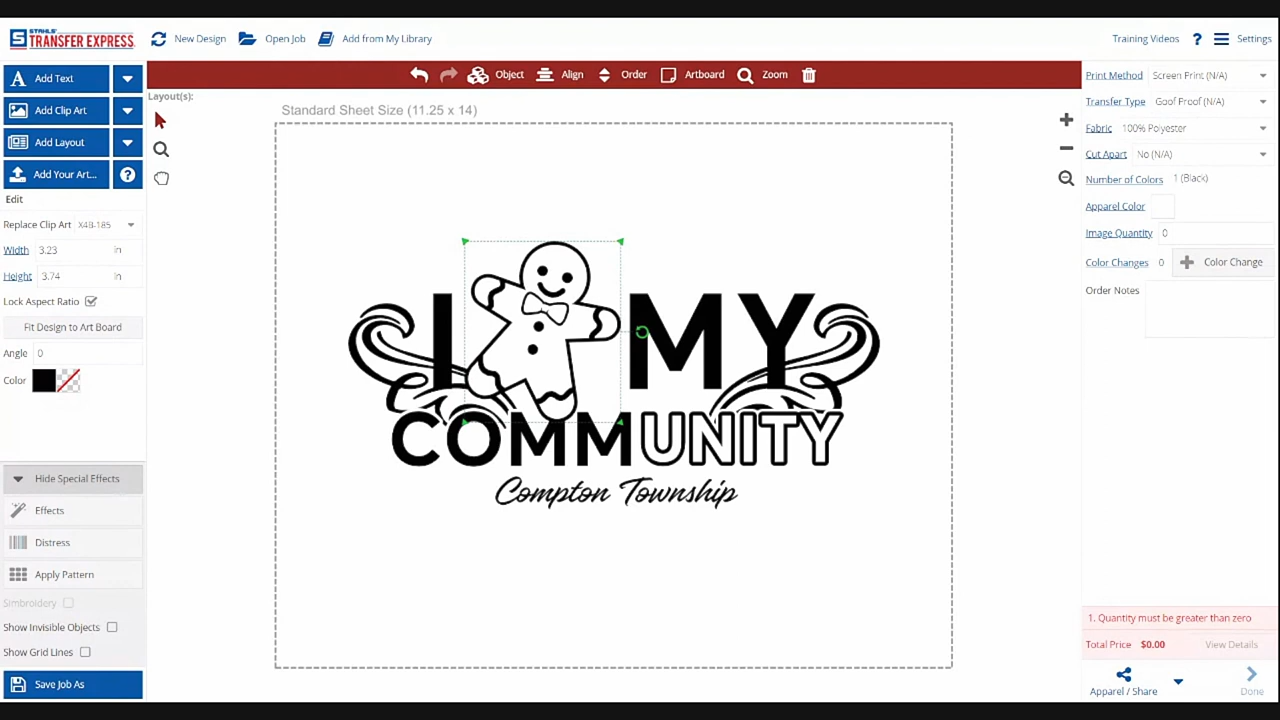 STAHLS'
TRANSFER EXPRESS
New Design
Open Job
Add from My Library
Training Videos
?
Settings
A Add Text
Add Clip Art
Add Layout
Add Your Art...
?
Object
Align
Order
Artboard
Zoom
Layout(s):
Standard Sheet Size (11.25 x 14)
Edit
Replace Clip Art X4B-185
Width 3.23 in
Height 3.74 in
Lock Aspect Ratio
Fit Design to Art Board
Angle 0
Color
Hide Special Effects
Effects
Distress
Apply Pattern
Simbroidery
Show Invisible Objects
Show Grid Lines
Save Job As
I MY
COMMUNITY
Compton Township
Print Method Screen Print (N/A)
Transfer Type Goof Proof (N/A)
Fabric 100% Polyester
Cut Apart No (N/A)
Number of Colors 1 (Black)
Apparel Color
Image Quantity 0
Color Changes 0 Color Change
Order Notes
1. Quantity must be greater than zero
Total Price $0.00 View Details
Apparel / Share
Done